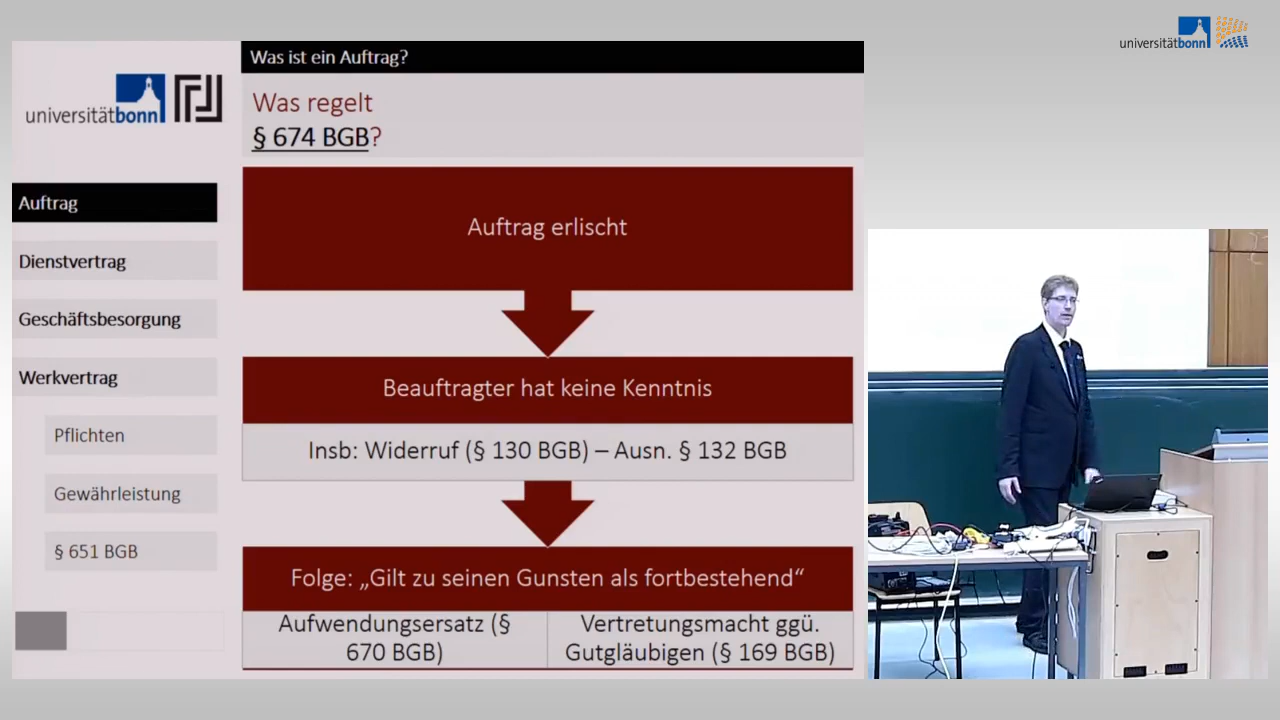 universitätbonn
Was ist ein Auftrag?
universitätbonn
Was regelt
§ 674 BGB?
Auftrag
Dienstvertrag
Geschäftsbesorgung
Werkvertrag
Pflichten
Gewährleistung
§ 651 BGB
Auftrag erlischt
Beauftragter hat keine Kenntnis
Insb: Widerruf (§ 130 BGB) – Ausn. § 132 BGB
Folge: „Gilt zu seinen Gunsten als fortbestehend“
Aufwendungsersatz (§
670 BGB)
Vertretungsmacht ggü.
Gutgläubigen (§ 169 BGB)